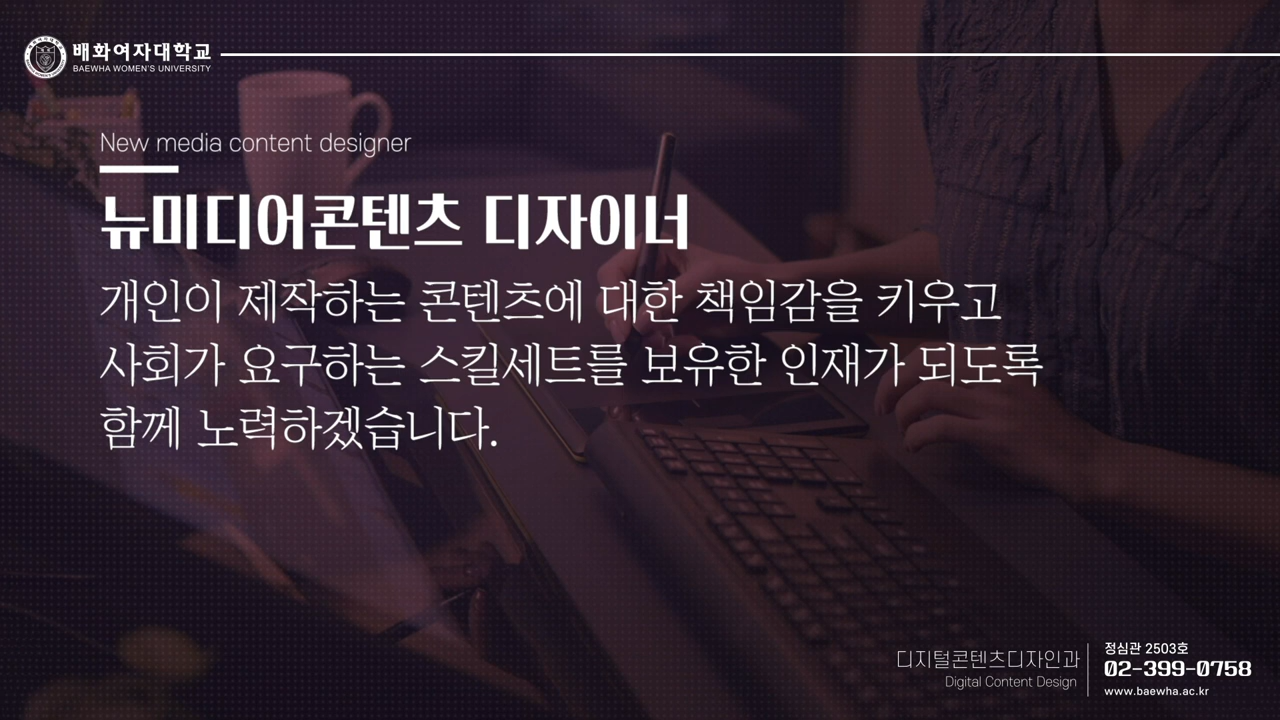 배화여자대학교
BAEWHA WOMEN'S UNIVERSITY
New media content designer
뉴미디어콘텐츠 디자이너
개인이 제작하는 콘텐츠에 대한 책임감을 키우고
사회가 요구하는 스킬세트를 보유한 인재가 되도록
함께 노력하겠습니다.
디지털콘텐츠디자인과
Digital Content Design
정심관 2503호
02-399-0758
www.baewha.ac.kr